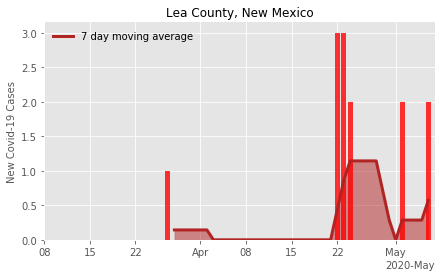 Lea County, New Mexico
7 day moving average
New Covid-19 Cases
3.0
2.5
2.0
1.5
1.0
0.5
0.0
08 15 22 Apr 08 15 22 May
2020-May